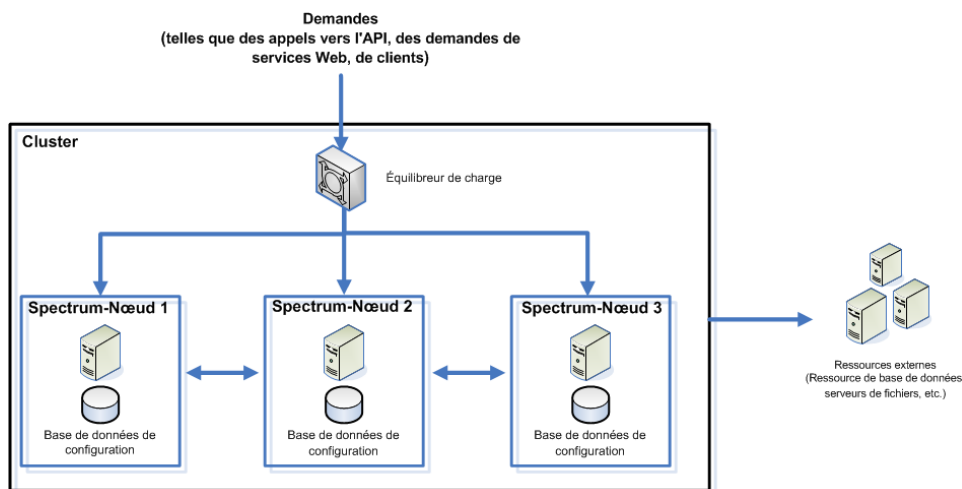 Demandes
(telles que des appels vers l'API, des demandes de
services Web, de clients)
Cluster
Équilibreur de charge
Spectrum-Nœud 1
Spectrum-Nœud 2
Spectrum-Nœud 3
Base de données de
configuration
Base de données de
configuration
Base de données de
configuration
Ressources externes
(Ressource de base de données
serveurs de fichiers, etc.)